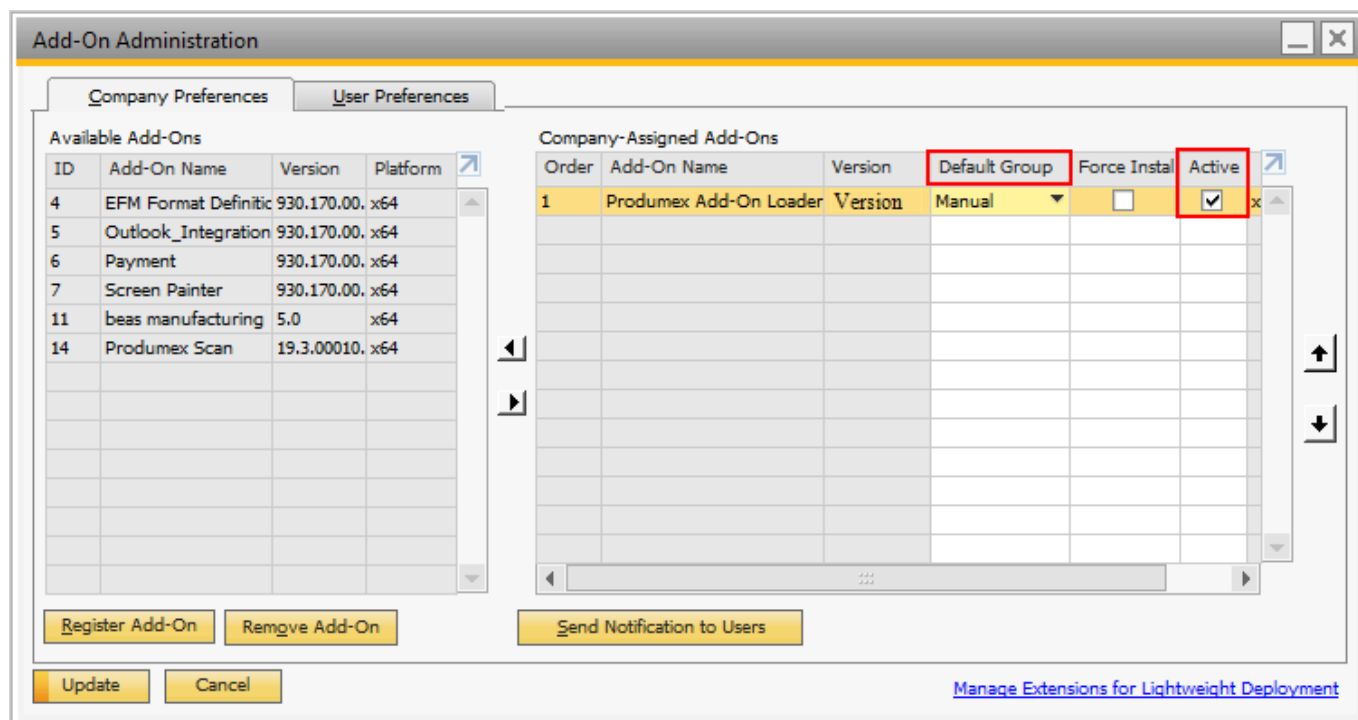 Add-On Administration
Company Preferences User Preferences
Available Add-Ons
ID Add-On Name Version Platform
4 EFM Format Definitic 930.170.00. x64
5 Outlook_Integration 930.170.00. x64
6 Payment 930.170.00. x64
7 Screen Painter 930.170.00. x64
11 beas manufacturing 5.0 x64
14 Produmex Scan 19.3.00010. x64
Company-Assigned Add-Ons
Order Add-On Name Version Default Group Force Instal Active
1 Produmex Add-On Loader Version Manual x
Register Add-On Remove Add-On Send Notification to Users
Update Cancel Manage Extensions for Lightweight Deployment